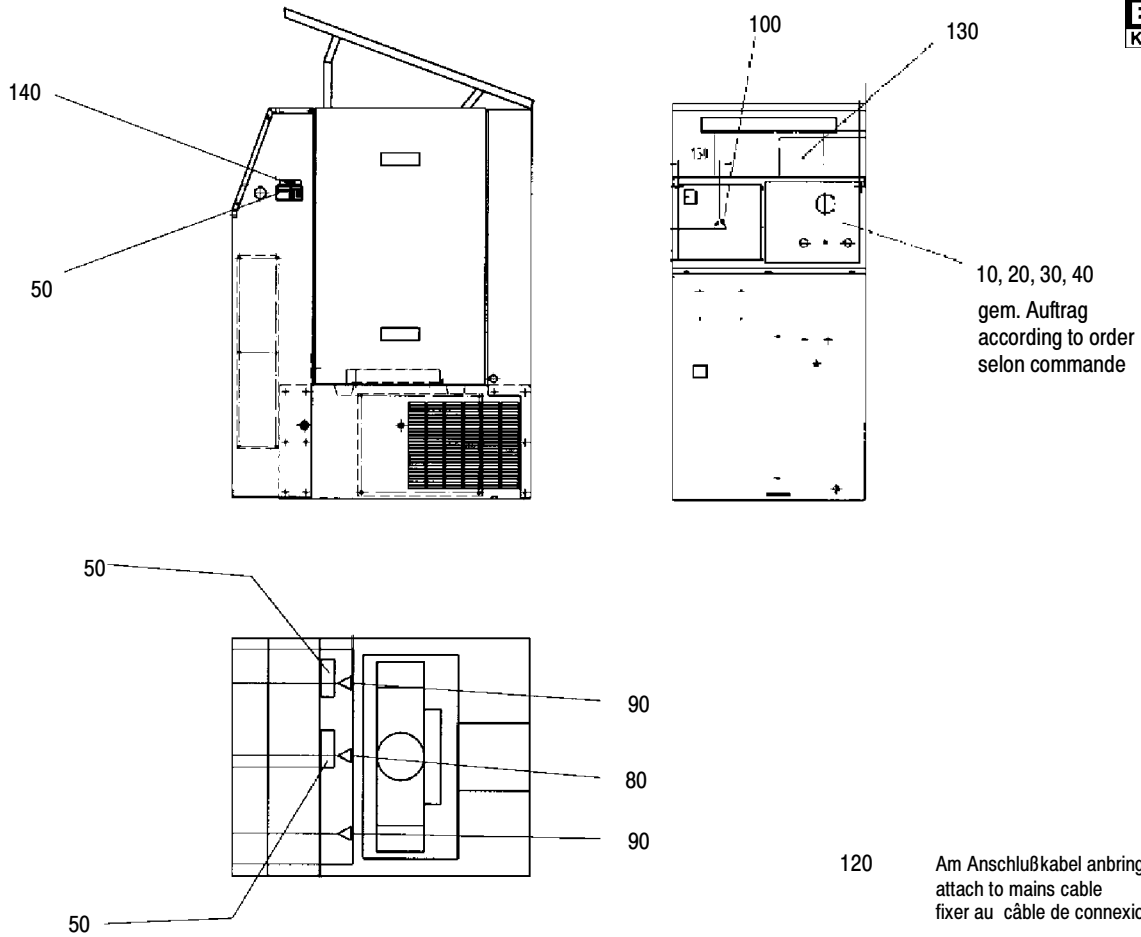 100
130
140
50
10, 20, 30, 40
gem. Auftrag
according to order
selon commande
50
90
80
90
50
120
Am Anschlußkabel anbring
attach to mains cable
fixer au câble de connexio